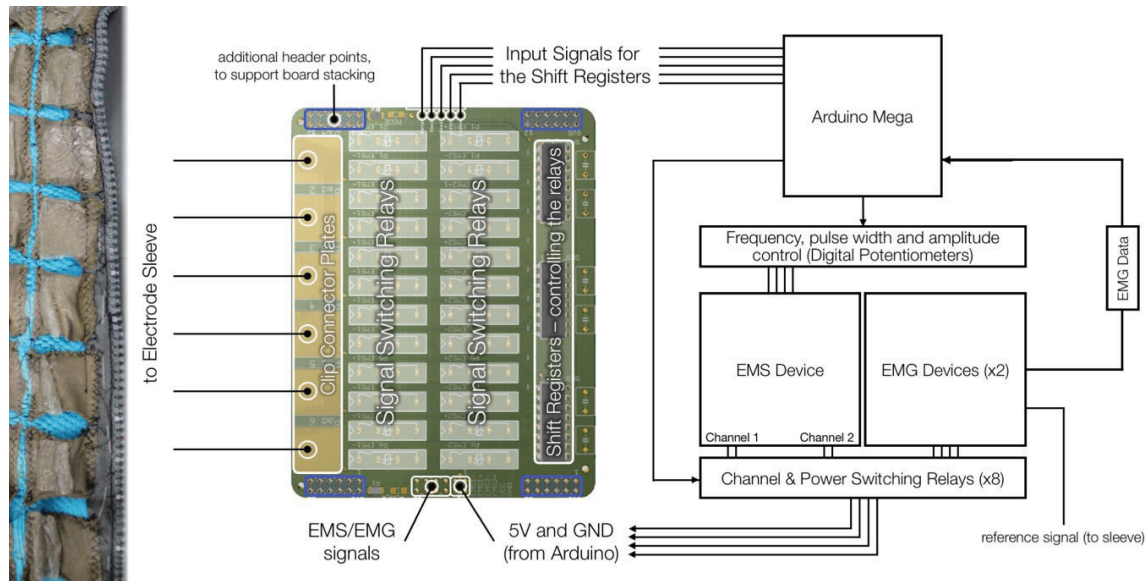 additional header points,
to support board stacking
Input Signals for
the Shift Registers
Arduino Mega
to Electrode Sleeve
Clip Connector Plates
Signal Switching Relays
Signal Switching Relays
Shift Registers – controlling the relays
Frequency, pulse width and amplitude
control (Digital Potentiometers)
EMG Data
EMS Device
EMG Devices (x2)
Channel 1
Channel 2
Channel & Power Switching Relays (x8)
EMS/EMG
signals
5V and GND
(from Arduino)
reference signal (to sleeve)